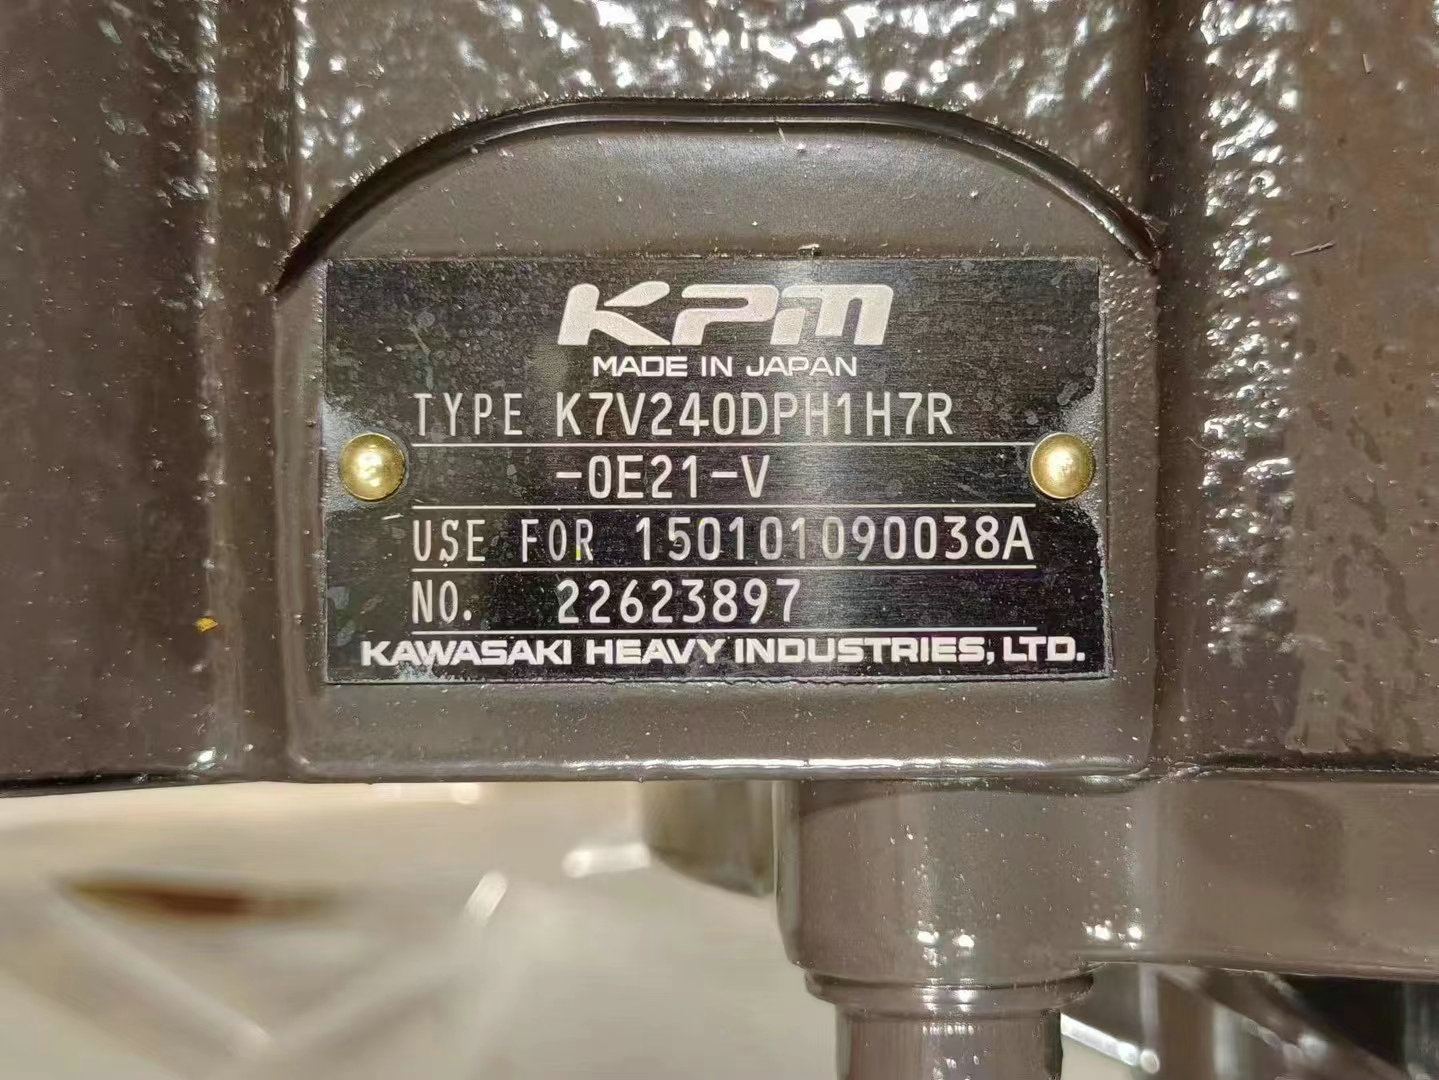 KPM
MADE IN JAPAN
TYPE K7V240DPH1H7R
-0E21-V
USE FOR 150101090038A
NO. 22623897
KAWASAKI HEAVY INDUSTRIES, LTD.